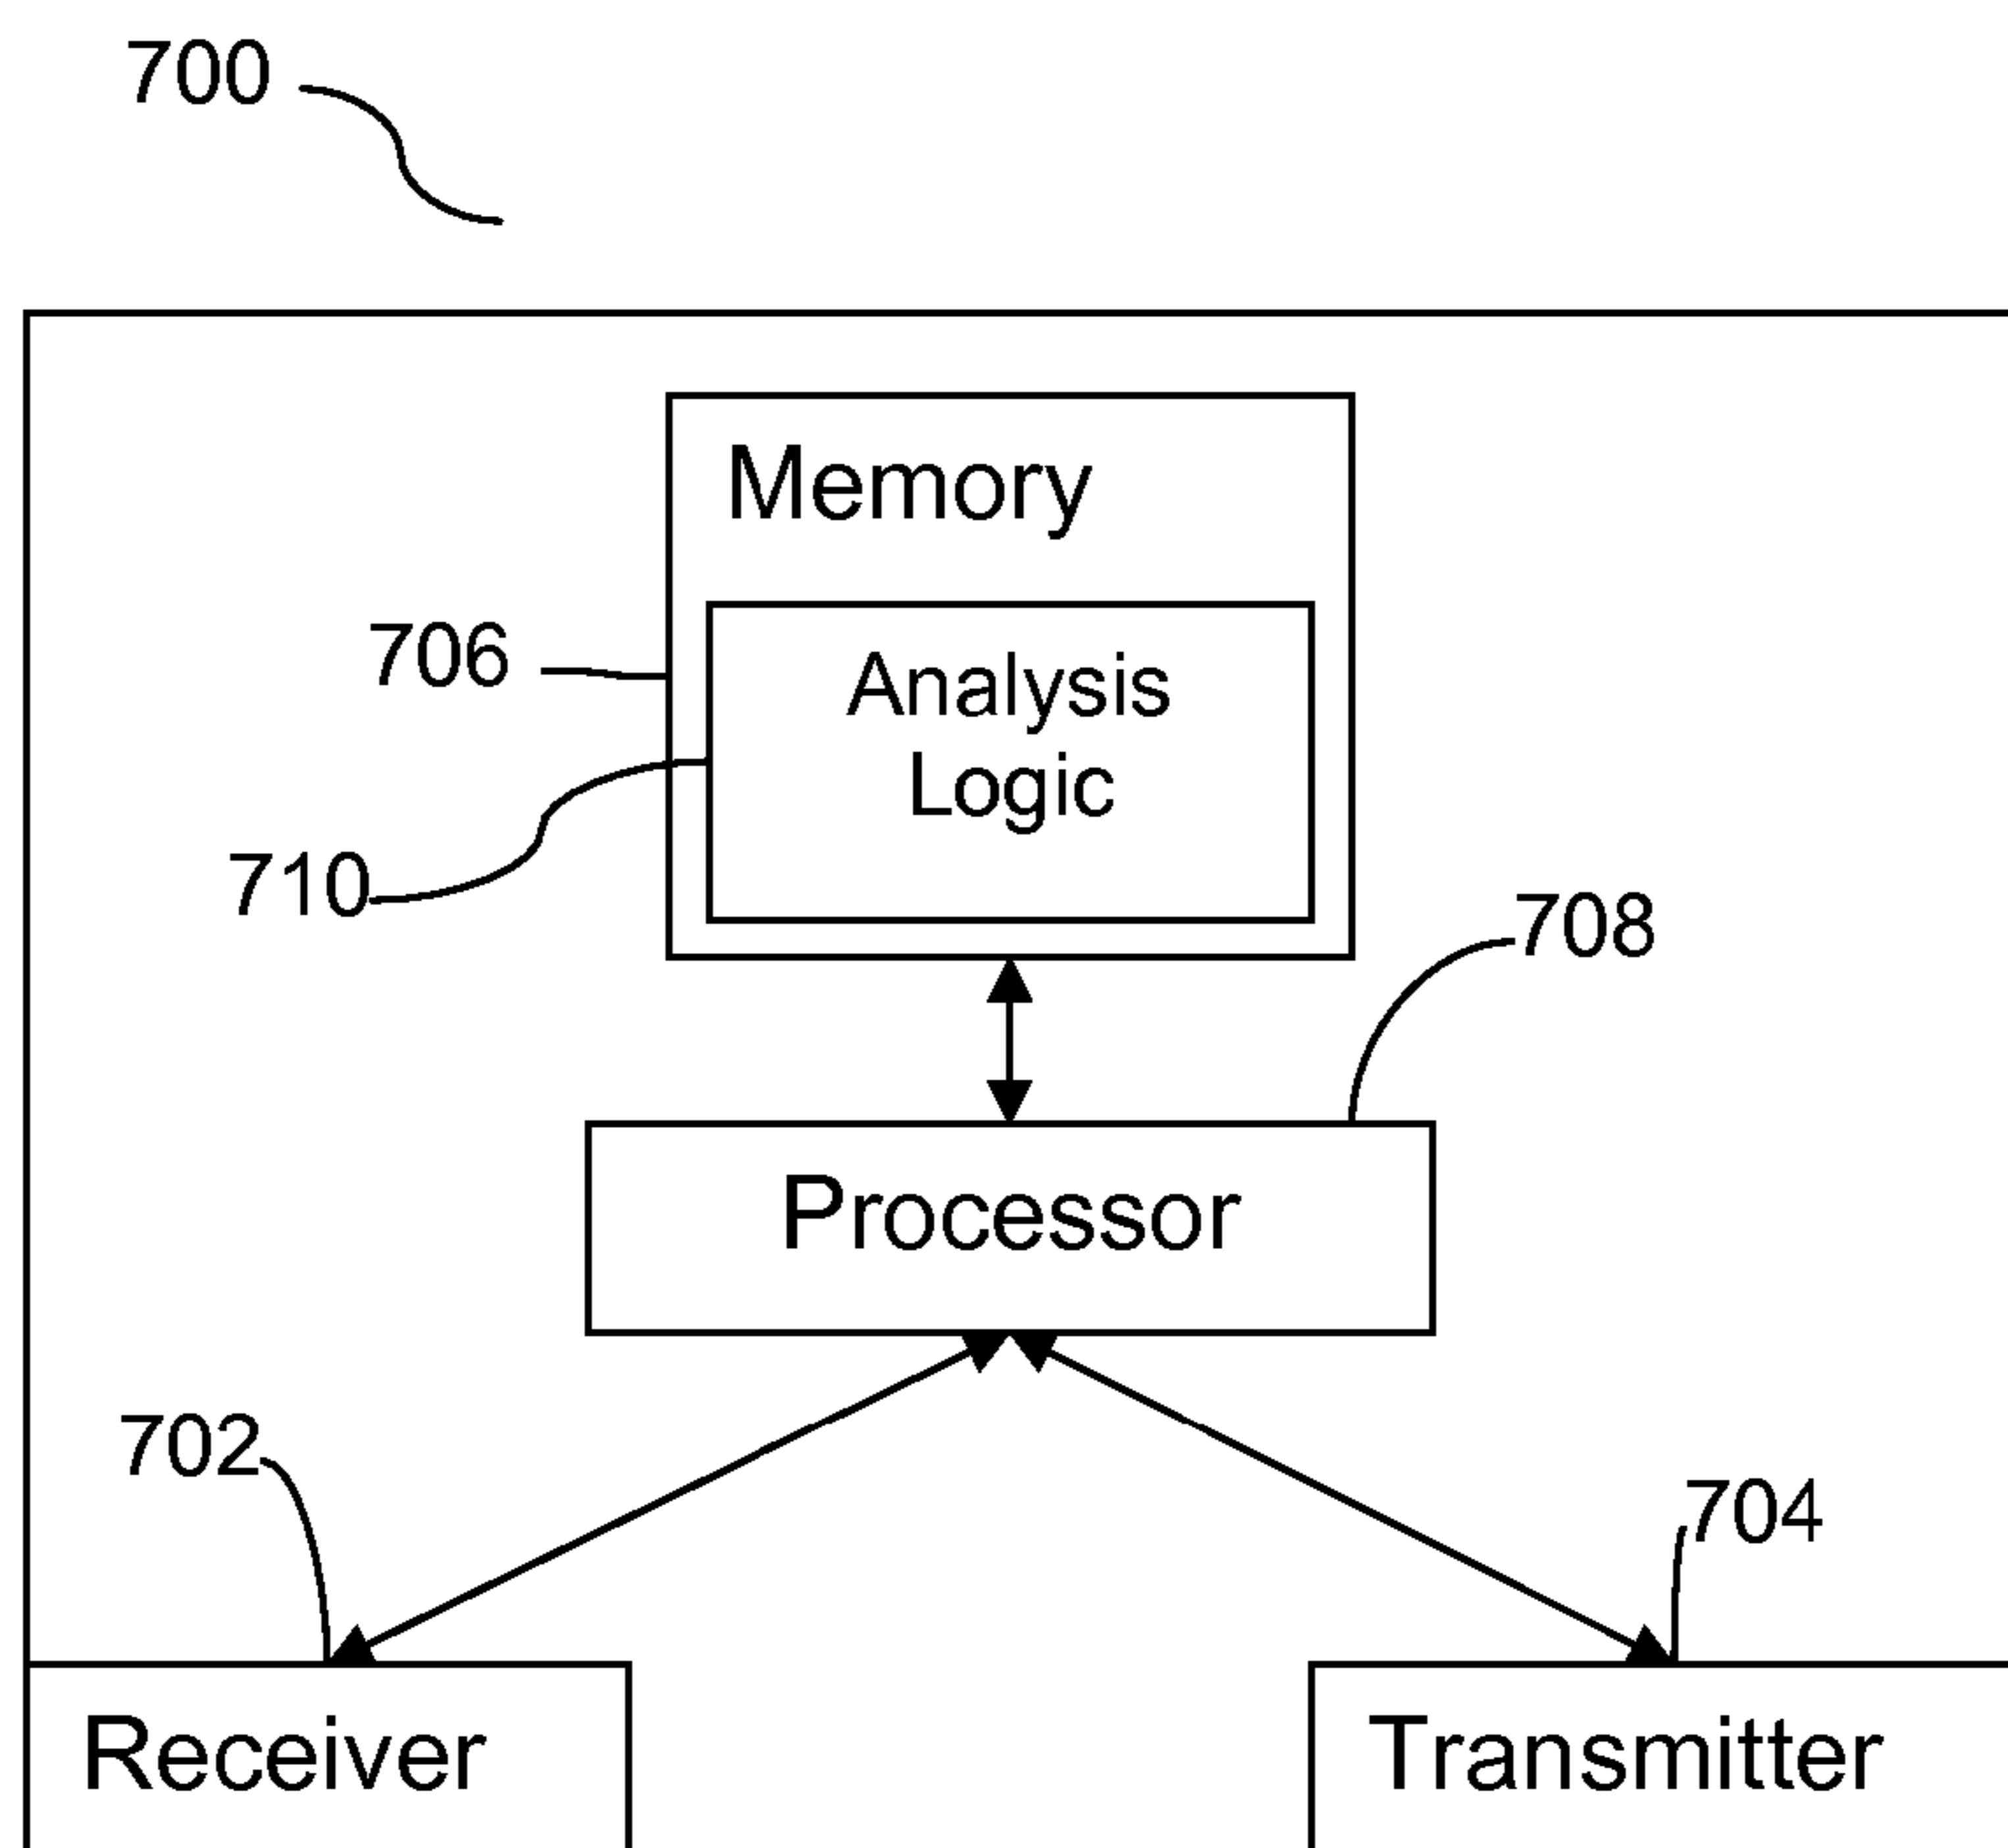 700
Memory
706
Analysis
Logic
710
708
Processor
702
704
Receiver
Transmitter